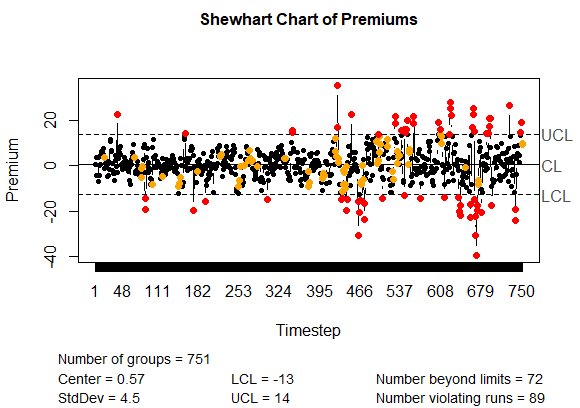 Shewhart Chart of Premiums
Premium
20
0
-20
-40
UCL
CL
LCL
1 48 111 182 253 324 395 466 537 608 679 750
Timestep
Number of groups = 751
Center = 0.57 LCL = -13 Number beyond limits = 72
StdDev = 4.5 UCL = 14 Number violating runs = 89